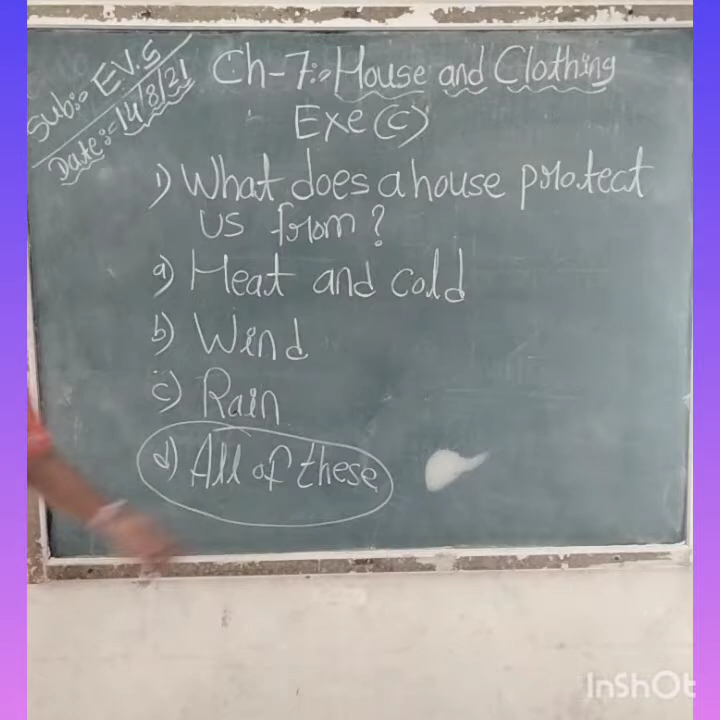 Sub:- EV.S
Date:- 14/8/21
Ch-7:- House and Clothing
Exe (C)
1) What does a house protect
us from?
a) Heat and cold
b) Wind
c) Rain
d) All of these
InShOt